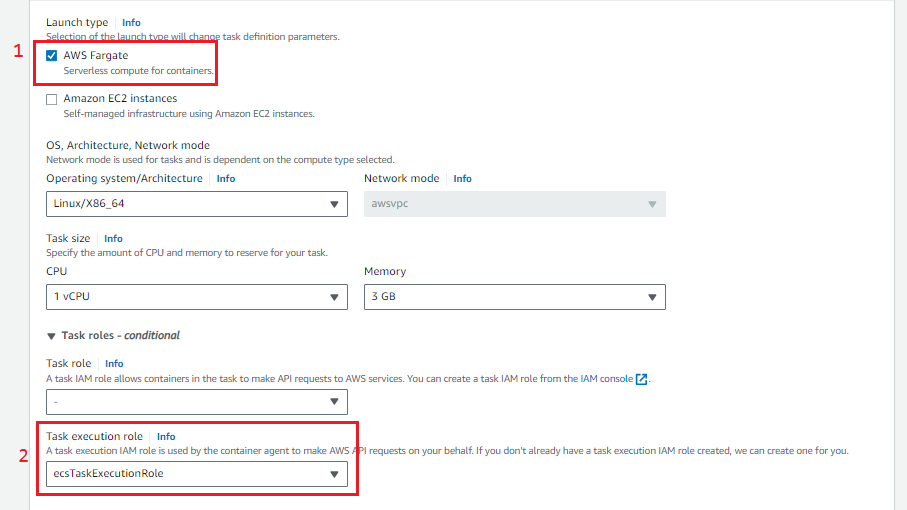 Launch type Info
Selection of the launch type will change task definition parameters.
1
AWS Fargate
Serverless compute for containers.
Amazon EC2 instances
Self-managed infrastructure using Amazon EC2 instances.
OS, Architecture, Network mode
Network mode is used for tasks and is dependent on the compute type selected.
Operating system/Architecture Info Network mode Info
Linux/X86_64 awsvpc
Task size Info
Specify the amount of CPU and memory to reserve for your task.
CPU Memory
1 vCPU 3 GB
Task roles - conditional
Task role Info
A task IAM role allows containers in the task to make API requests to AWS services. You can create a task IAM role from the IAM console.
-
Task execution role Info
2
A task execution IAM role is used by the container agent to make AWS API requests on your behalf. If you don't already have a task execution IAM role created, we can create one for you.
ecsTaskExecutionRole